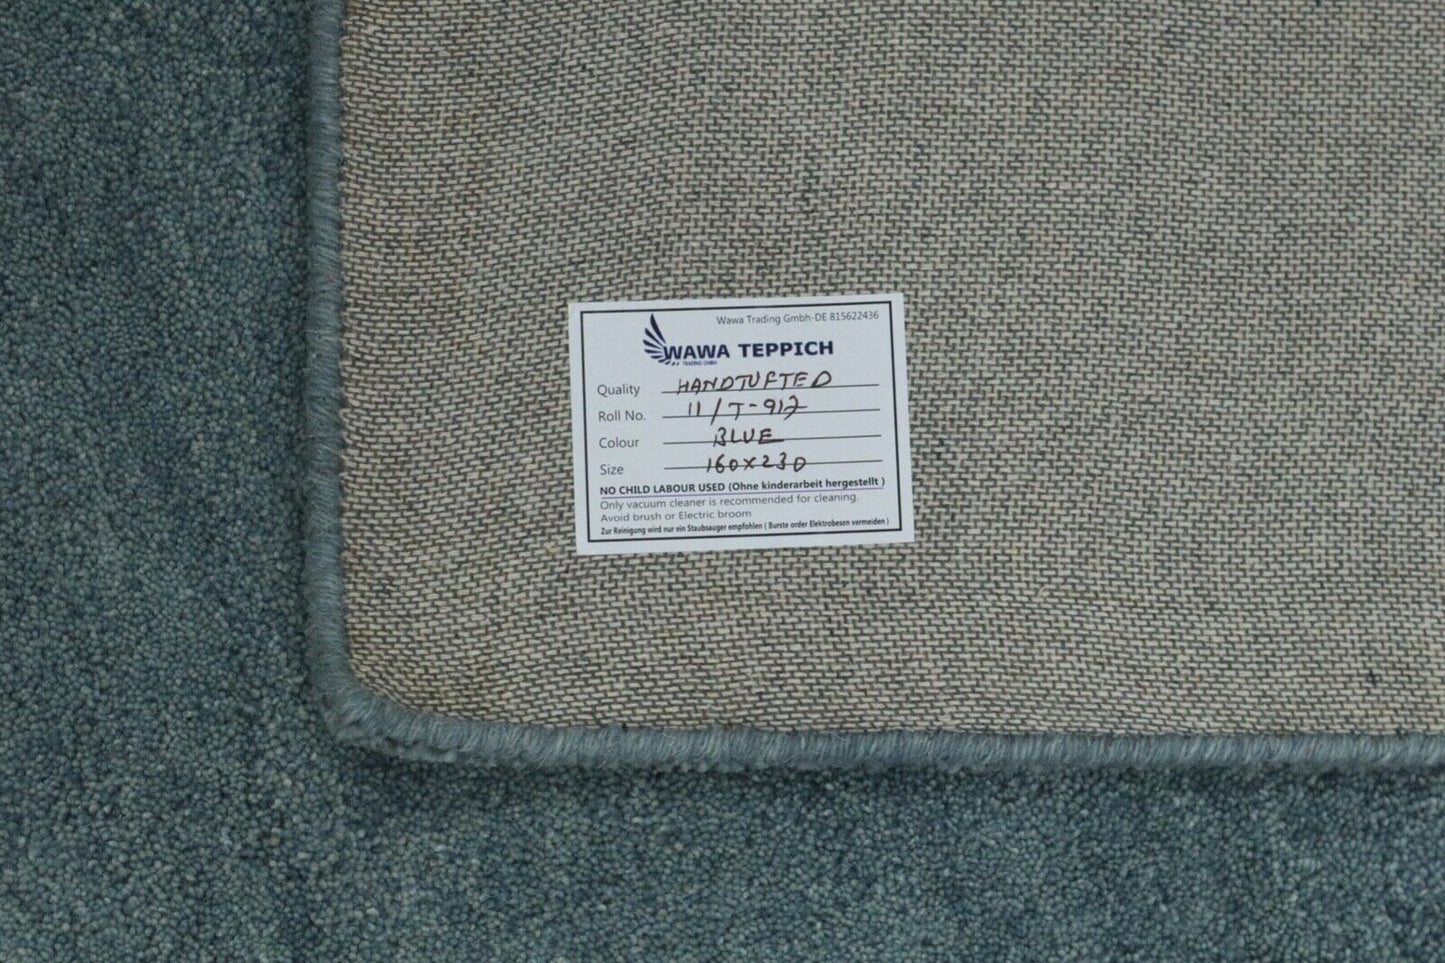 Wawa Trading Gmbh-DE 815622436
WAWA TEPPICH
TRADING GMBH
Quality HANDTUFTED
Roll No. 11/T-917
Colour BLUE
Size 160x230
NO CHILD LABOUR USED (Ohne kinderarbeit hergestellt )
Only vacuum cleaner is recommended for cleaning.
Avoid brush or Electric broom
Zur Reinigung wird nur ein Staubsauger empfohlen ( Burste order Elektrobesen vermeiden )